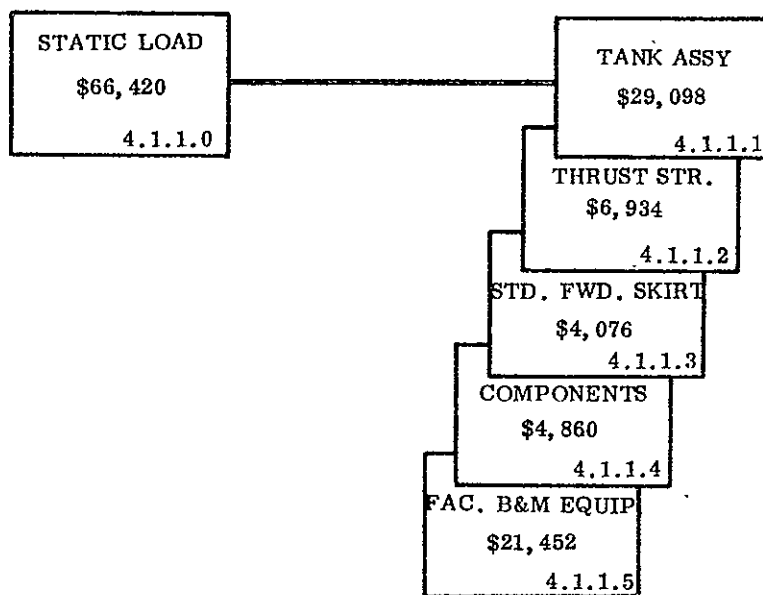 STATIC LOAD
$66,420
4.1.1.0
TANK ASSY
$29,098
4.1.1.1
THRUST STR.
$6,934
4.1.1.2
STD. FWD. SKIRT
$4,076
4.1.1.3
COMPONENTS
$4,860
4.1.1.4
FAC. B&M EQUIP
$21,452
4.1.1.5